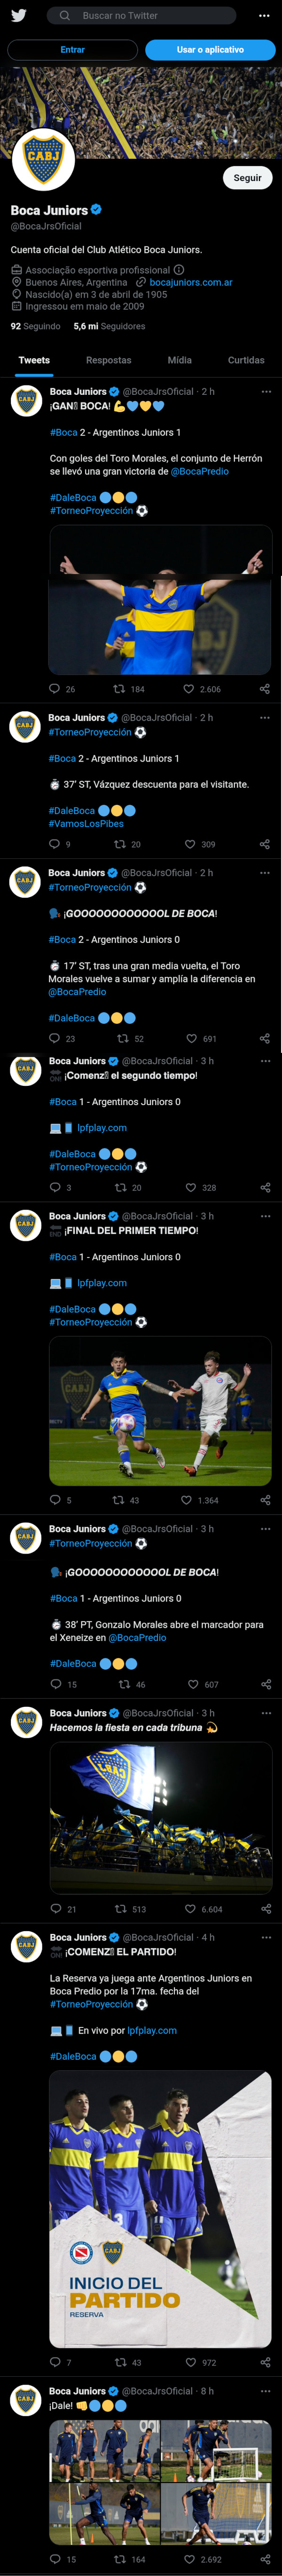 Buscar no Twitter
Entrar
Usar o aplicativo
CABJ
Seguir
Boca Juniors
@BocaJrsOficial
Cuenta oficial del Club Atlético Boca Juniors.
Associação esportiva profissional
Buenos Aires, Argentina bocajuniors.com.ar
Nascido(a) em 3 de abril de 1905
Ingressou em maio de 2009
92 Seguindo 5,6 mi Seguidores
Tweets Respostas Mídia Curtidas
Boca Juniors @BocaJrsOficial · 2 h
¡GAN BOCA! 💪💙💛💙
#Boca 2 - Argentinos Juniors 1
Con goles del Toro Morales, el conjunto de Herrón
se llevó una gran victoria de @BocaPredio
#DaleBoca 🔵🟡🔵
#TorneoProyección ⚽
26 184 2.606
Boca Juniors @BocaJrsOficial · 2 h
#TorneoProyección ⚽
#Boca 2 - Argentinos Juniors 1
⏱ 37' ST, Vázquez descuenta para el visitante.
#DaleBoca 🔵🟡🔵
#VamosLosPibes
9 20 309
Boca Juniors @BocaJrsOficial · 2 h
#TorneoProyección ⚽
🗣 ¡GOOOOOOOOOOOOL DE BOCA!
#Boca 2 - Argentinos Juniors 0
⏱ 17' ST, tras una gran media vuelta, el Toro
Morales vuelve a sumar y amplía la diferencia en
@BocaPredio
#DaleBoca 🔵🟡🔵
23 52 691
Boca Juniors @BocaJrsOficial · 3 h
🔛 ¡Comenz el segundo tiempo!
#Boca 1 - Argentinos Juniors 0
💻📱 lpfplay.com
#DaleBoca 🔵🟡🔵
#TorneoProyección ⚽
3 20 328
Boca Juniors @BocaJrsOficial · 3 h
🔚 ¡FINAL DEL PRIMER TIEMPO!
#Boca 1 - Argentinos Juniors 0
💻📱 lpfplay.com
#DaleBoca 🔵🟡🔵
#TorneoProyección ⚽
5 43 1.364
Boca Juniors @BocaJrsOficial · 3 h
#TorneoProyección ⚽
🗣 ¡GOOOOOOOOOOOOL DE BOCA!
#Boca 1 - Argentinos Juniors 0
⏱ 38' PT, Gonzalo Morales abre el marcador para
el Xeneize en @BocaPredio
#DaleBoca 🔵🟡🔵
15 46 607
Boca Juniors @BocaJrsOficial · 3 h
Hacemos la fiesta en cada tribuna 💫
21 513 6.604
Boca Juniors @BocaJrsOficial · 4 h
🔛 ¡COMENZ EL PARTIDO!
La Reserva ya juega ante Argentinos Juniors en
Boca Predio por la 17ma. fecha del
#TorneoProyección ⚽
💻📱 En vivo por lpfplay.com
#DaleBoca 🔵🟡🔵
INICIO DEL
PARTIDO
RESERVA
7 43 972
Boca Juniors @BocaJrsOficial · 8 h
¡Dale! 👊🔵🟡🔵
15 164 2.692